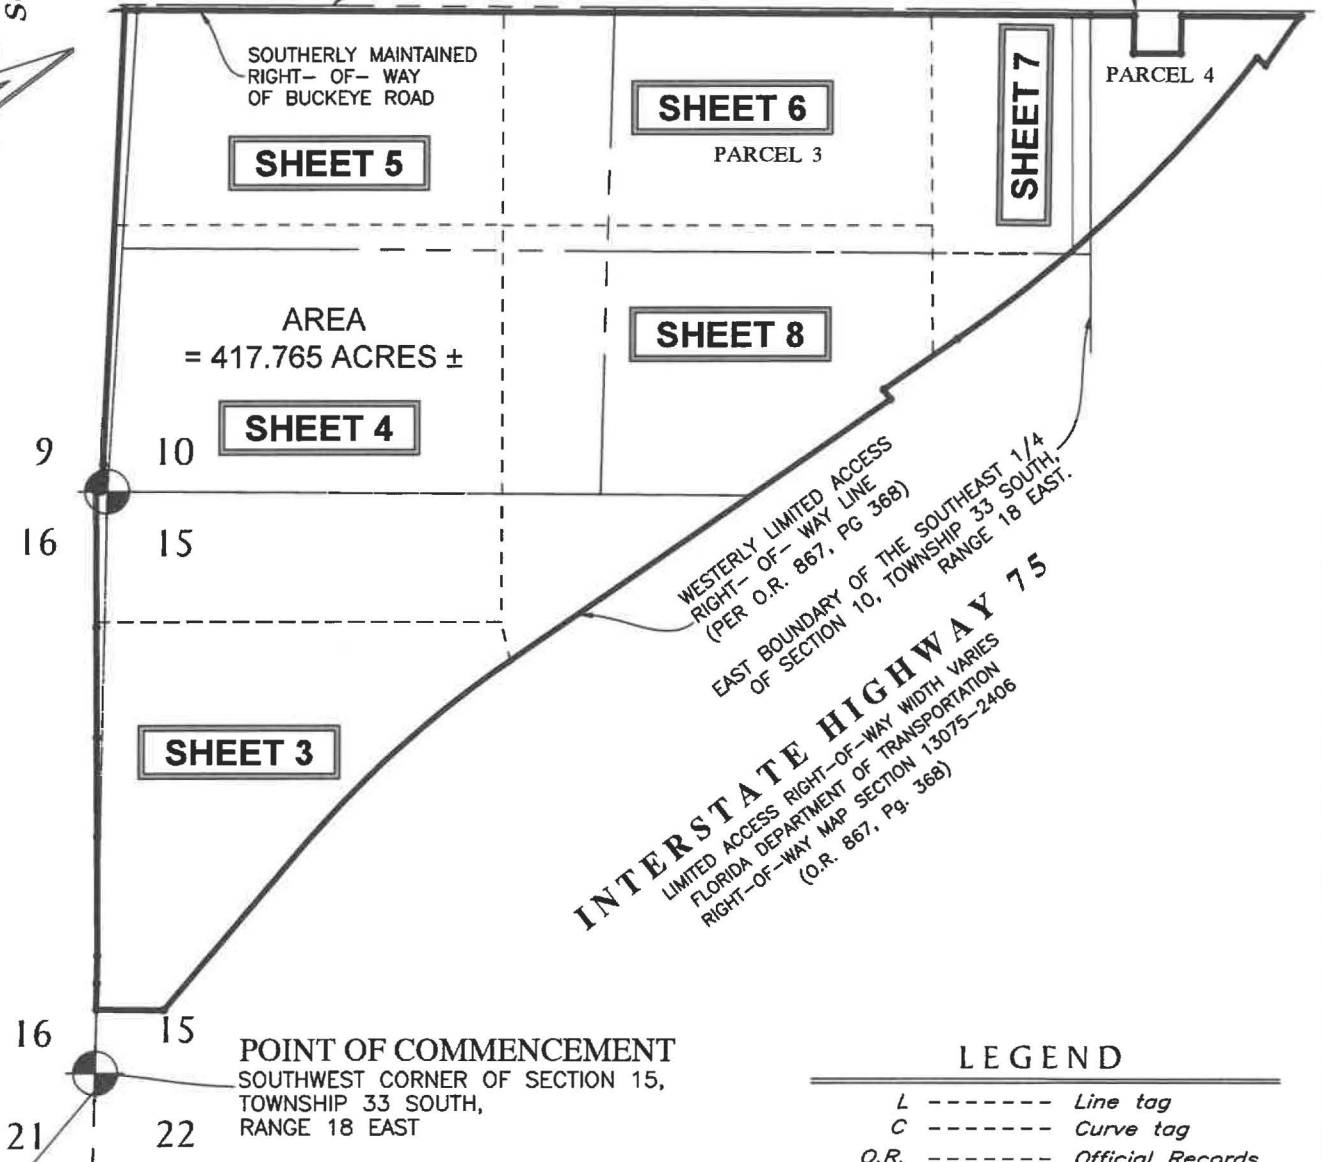 S
SOUTHERLY MAINTAINED
RIGHT- OF- WAY
OF BUCKEYE ROAD
SHEET 5
SHEET 6
PARCEL 3
SHEET 7
PARCEL 4
AREA
= 417.765 ACRES ±
SHEET 4
SHEET 8
9
10
16
15
WESTERLY LIMITED ACCESS
RIGHT- OF- WAY LINE
(PER O.R. 867, PG 368)
EAST BOUNDARY OF THE SOUTHEAST 1/4
OF SECTION 10, TOWNSHIP 33 SOUTH,
RANGE 18 EAST.
INTERSTATE HIGHWAY 75
LIMITED ACCESS RIGHT-OF-WAY WIDTH VARIES
FLORIDA DEPARTMENT OF TRANSPORTATION
RIGHT-OF-WAY MAP SECTION 13075-2406
(O.R. 867, Pg. 368)
SHEET 3
16
15
POINT OF COMMENCEMENT
SOUTHWEST CORNER OF SECTION 15,
TOWNSHIP 33 SOUTH,
RANGE 18 EAST
21
22
LEGEND
L ------- Line tag
C ------- Curve tag
O.R. ------- Official Records